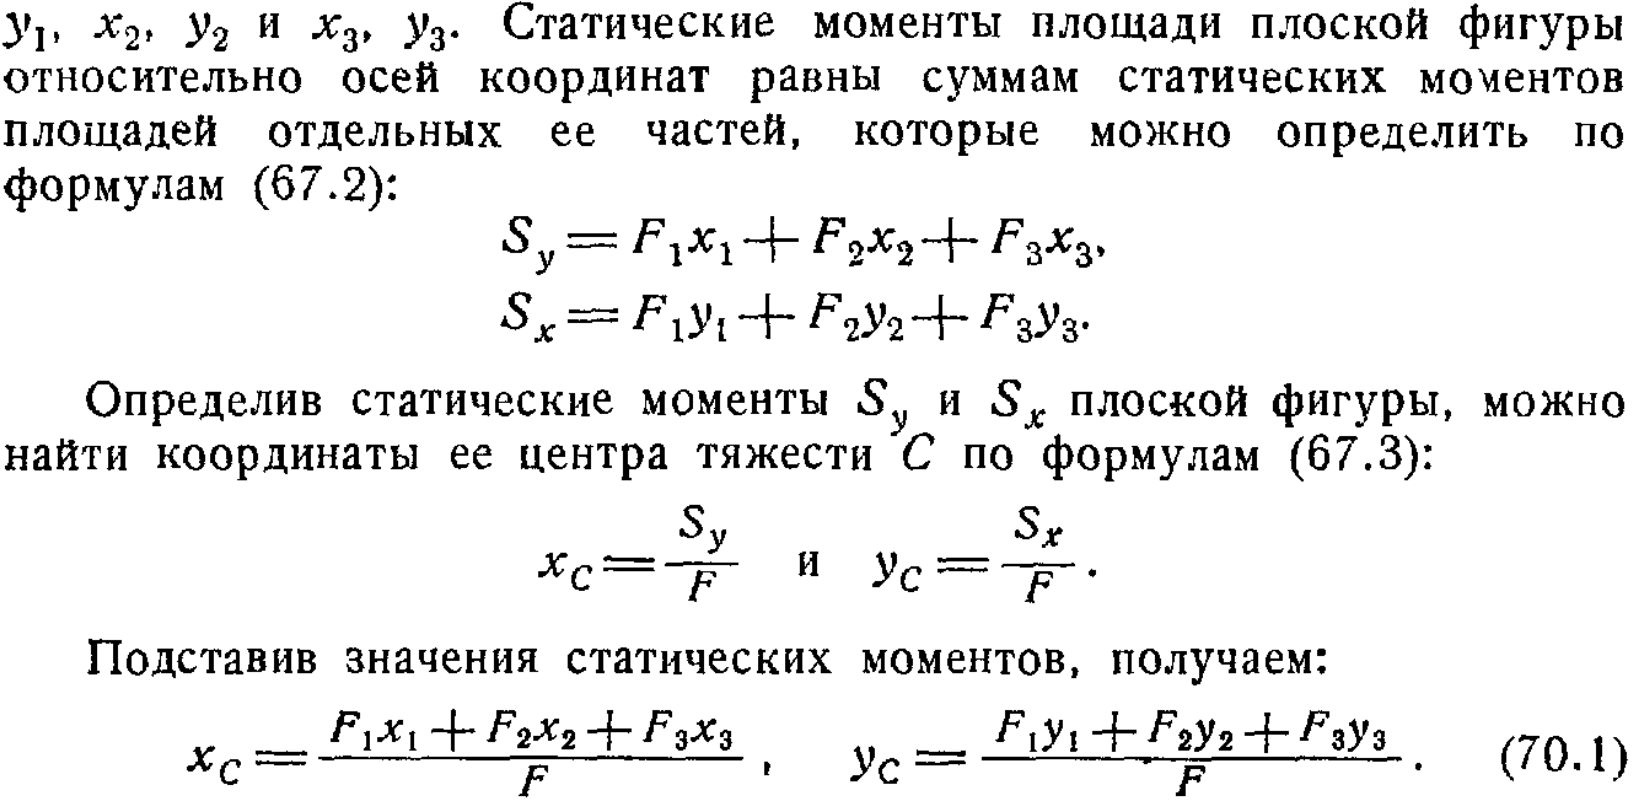 y₁, x₂, y₂ и x₃, y₃. Статические моменты площади плоской фигуры
относительно осей координат равны суммам статических моментов
площадей отдельных ее частей, которые можно определить по
формулам (67.2):
S_y = F₁x₁ + F₂x₂ + F₃x₃,
S_x = F₁y₁ + F₂y₂ + F₃y₃.
Определив статические моменты S_y и S_x плоской фигуры, можно
найти координаты ее центра тяжести C по формулам (67.3):
x_C = S_y / F и y_C = S_x / F.
Подставив значения статических моментов, получаем:
x_C = (F₁x₁ + F₂x₂ + F₃x₃) / F, y_C = (F₁y₁ + F₂y₂ + F₃y₃) / F. (70.1)